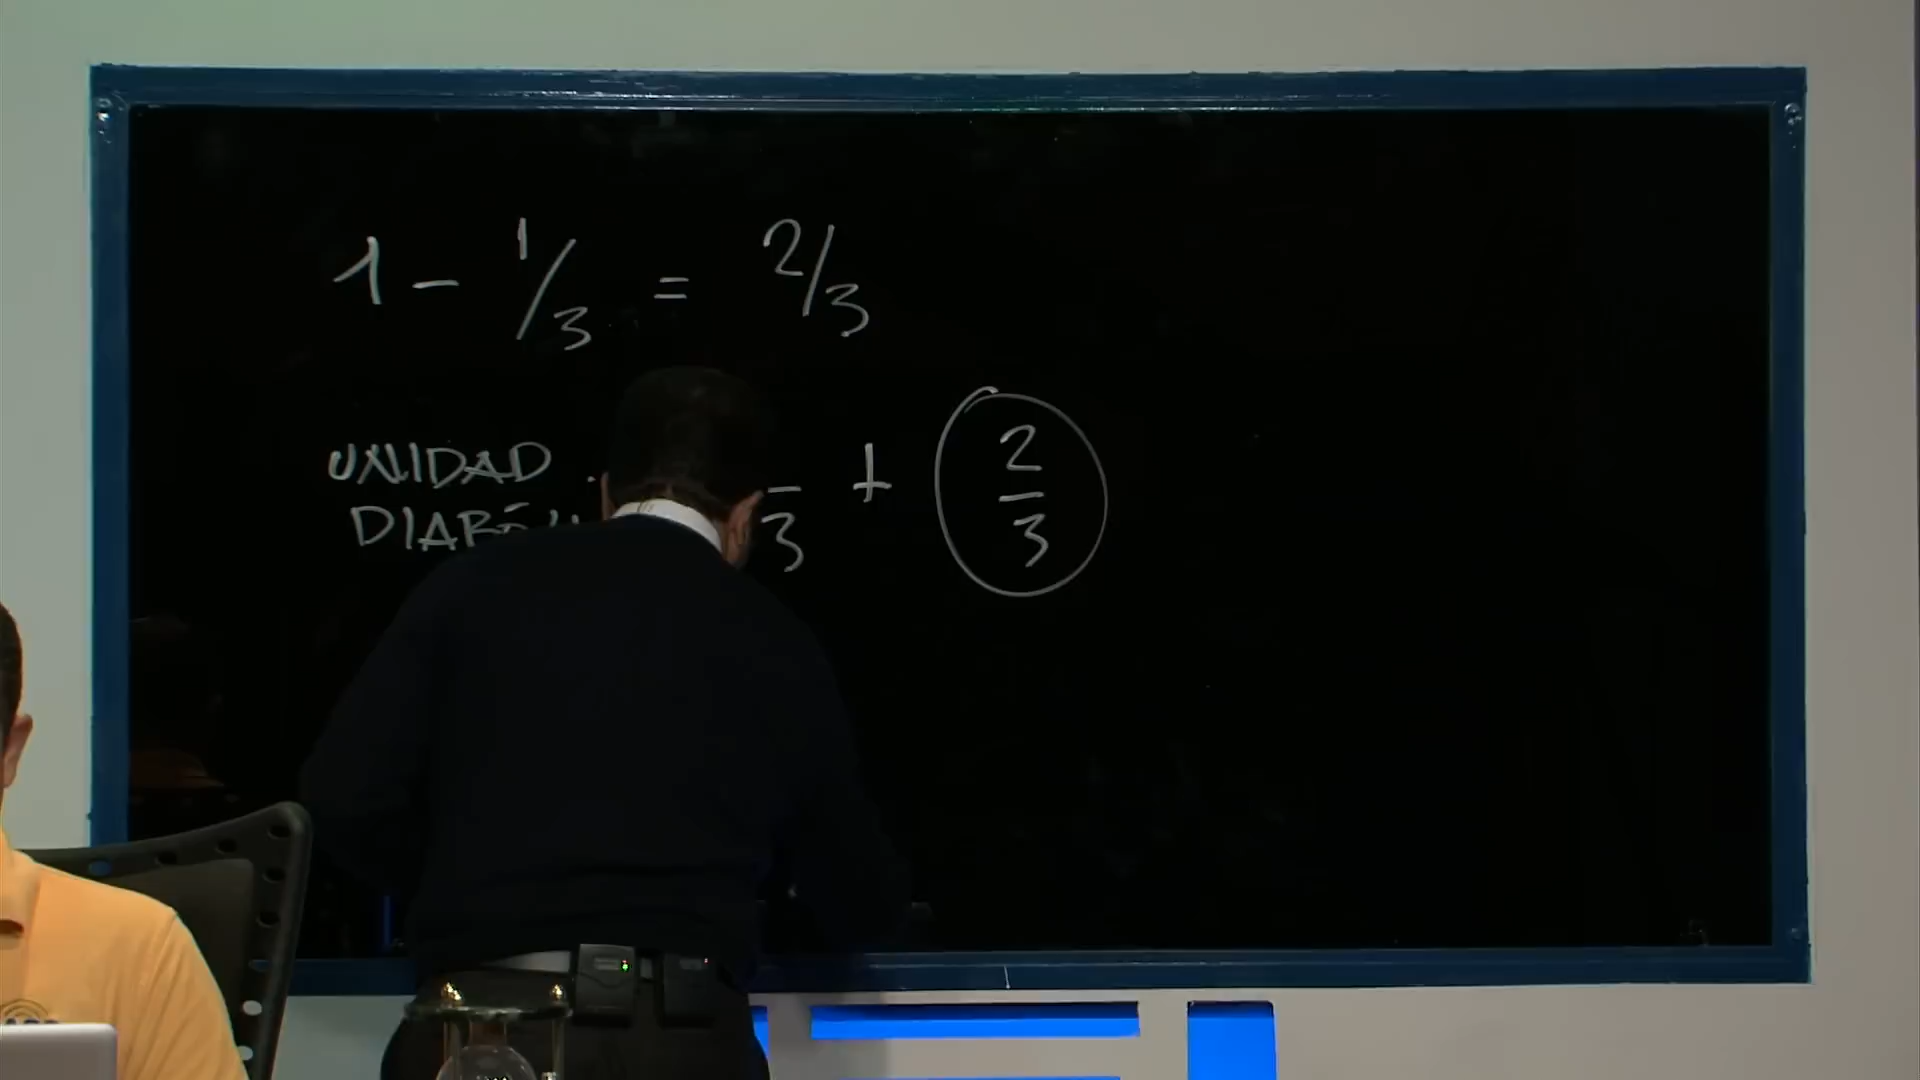 1 - 1/3 = 2/3
UNIDAD
3 + 2/3